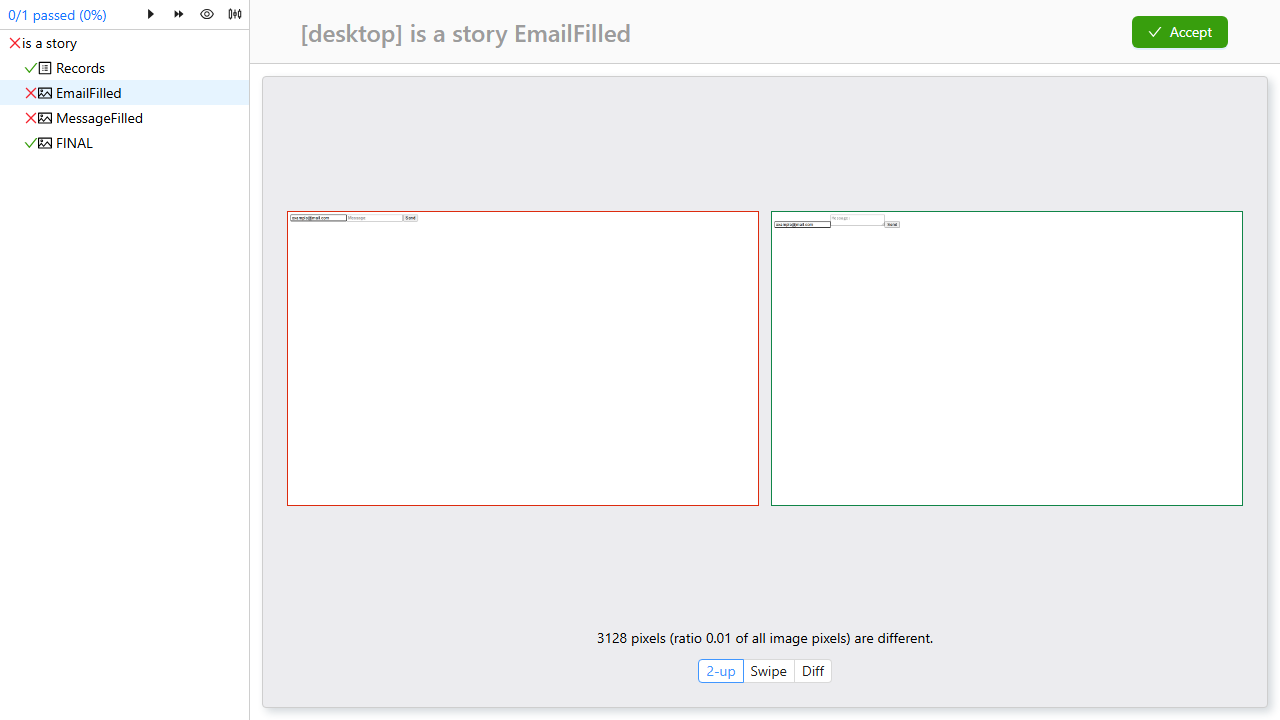 0/1 passed (0%)
is a story
Records
EmailFilled
MessageFilled
FINAL
[desktop] is a story EmailFilled
Accept
example@mail.com Message Send
Message
example@mail.com Send
3128 pixels (ratio 0.01 of all image pixels) are different.
2-up Swipe Diff